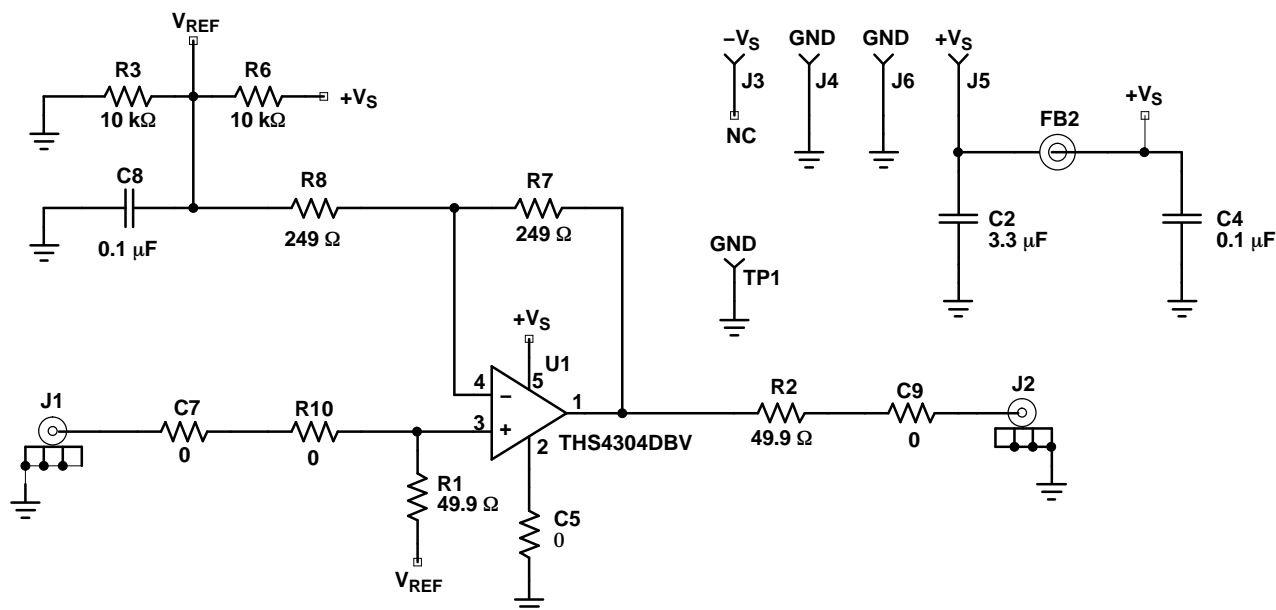 VREF
R3
10 kΩ
R6
10 kΩ
+VS
C8
0.1 μF
R8
249 Ω
R7
249 Ω
−VS
J3
NC
GND
J4
GND
J6
+VS
J5
FB2
+VS
C2
3.3 μF
C4
0.1 μF
GND
TP1
+VS
U1
5
4
−
3
+
1
2
THS4304DBV
J1
C7
0
R10
0
R1
49.9 Ω
VREF
C5
0
R2
49.9 Ω
C9
0
J2